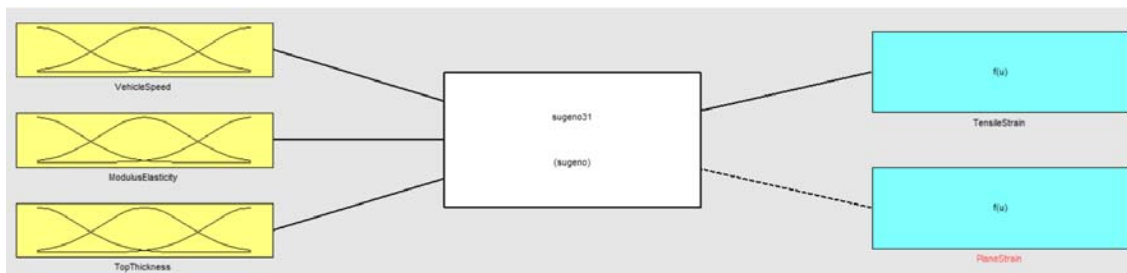 VehicleSpeed
ModulusElasticity
TopThickness
sugeno31
(sugeno)
f(u)
TensileStrain
f(u)
PlaneStrain